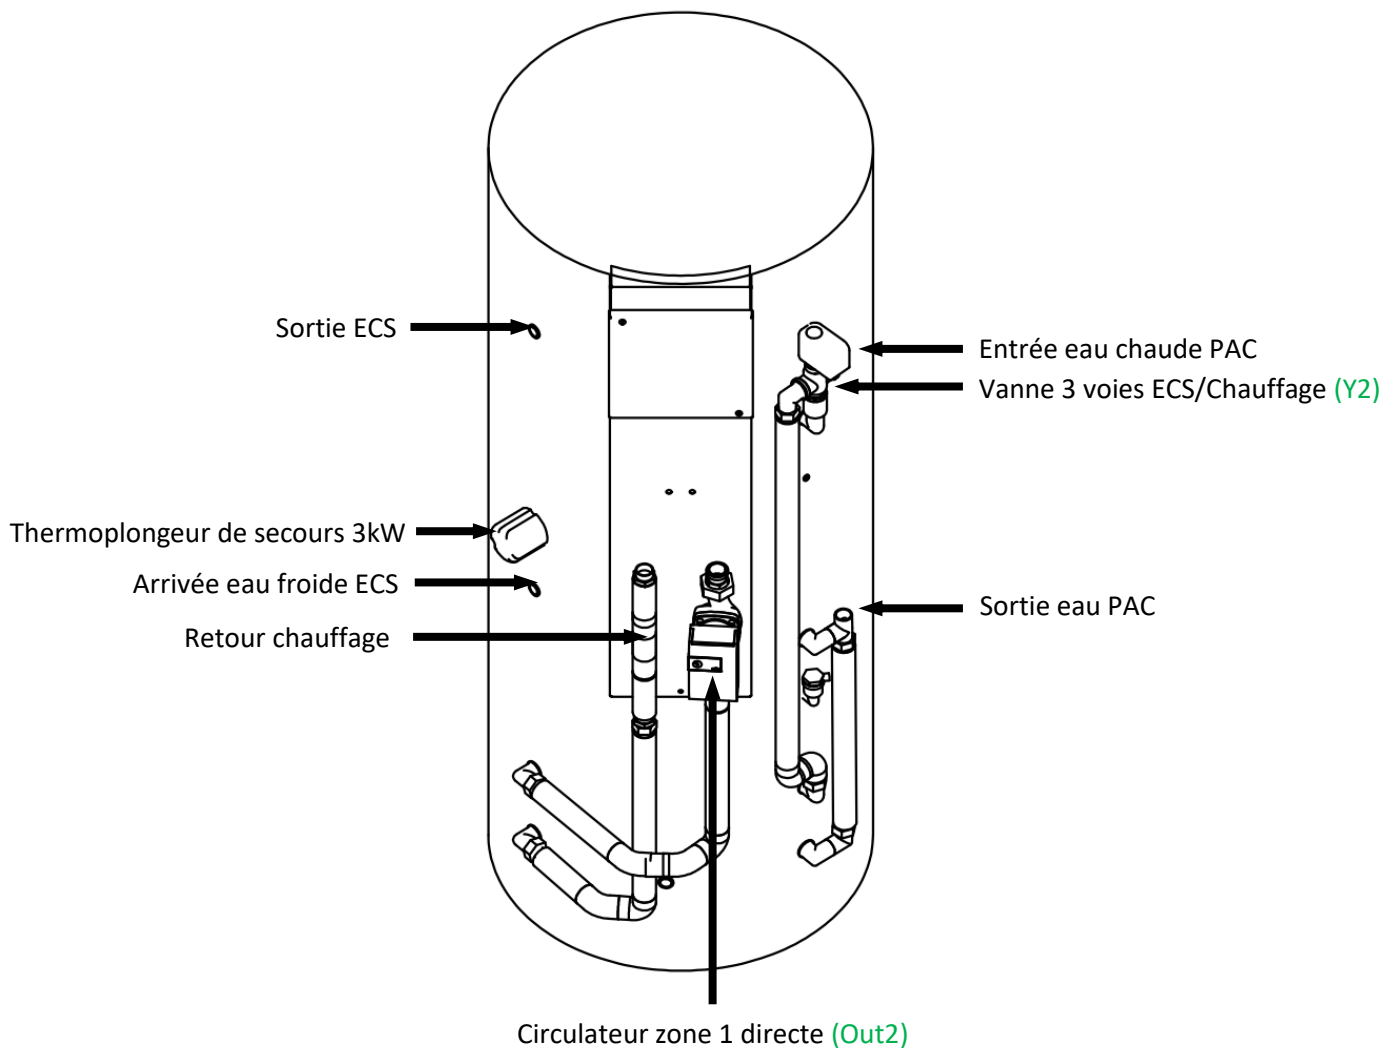 Sortie ECS
Entrée eau chaude PAC
Vanne 3 voies ECS/Chauffage (Y2)
Thermoplongeur de secours 3kW
Arrivée eau froide ECS
Sortie eau PAC
Retour chauffage
Circulateur zone 1 directe (Out2)